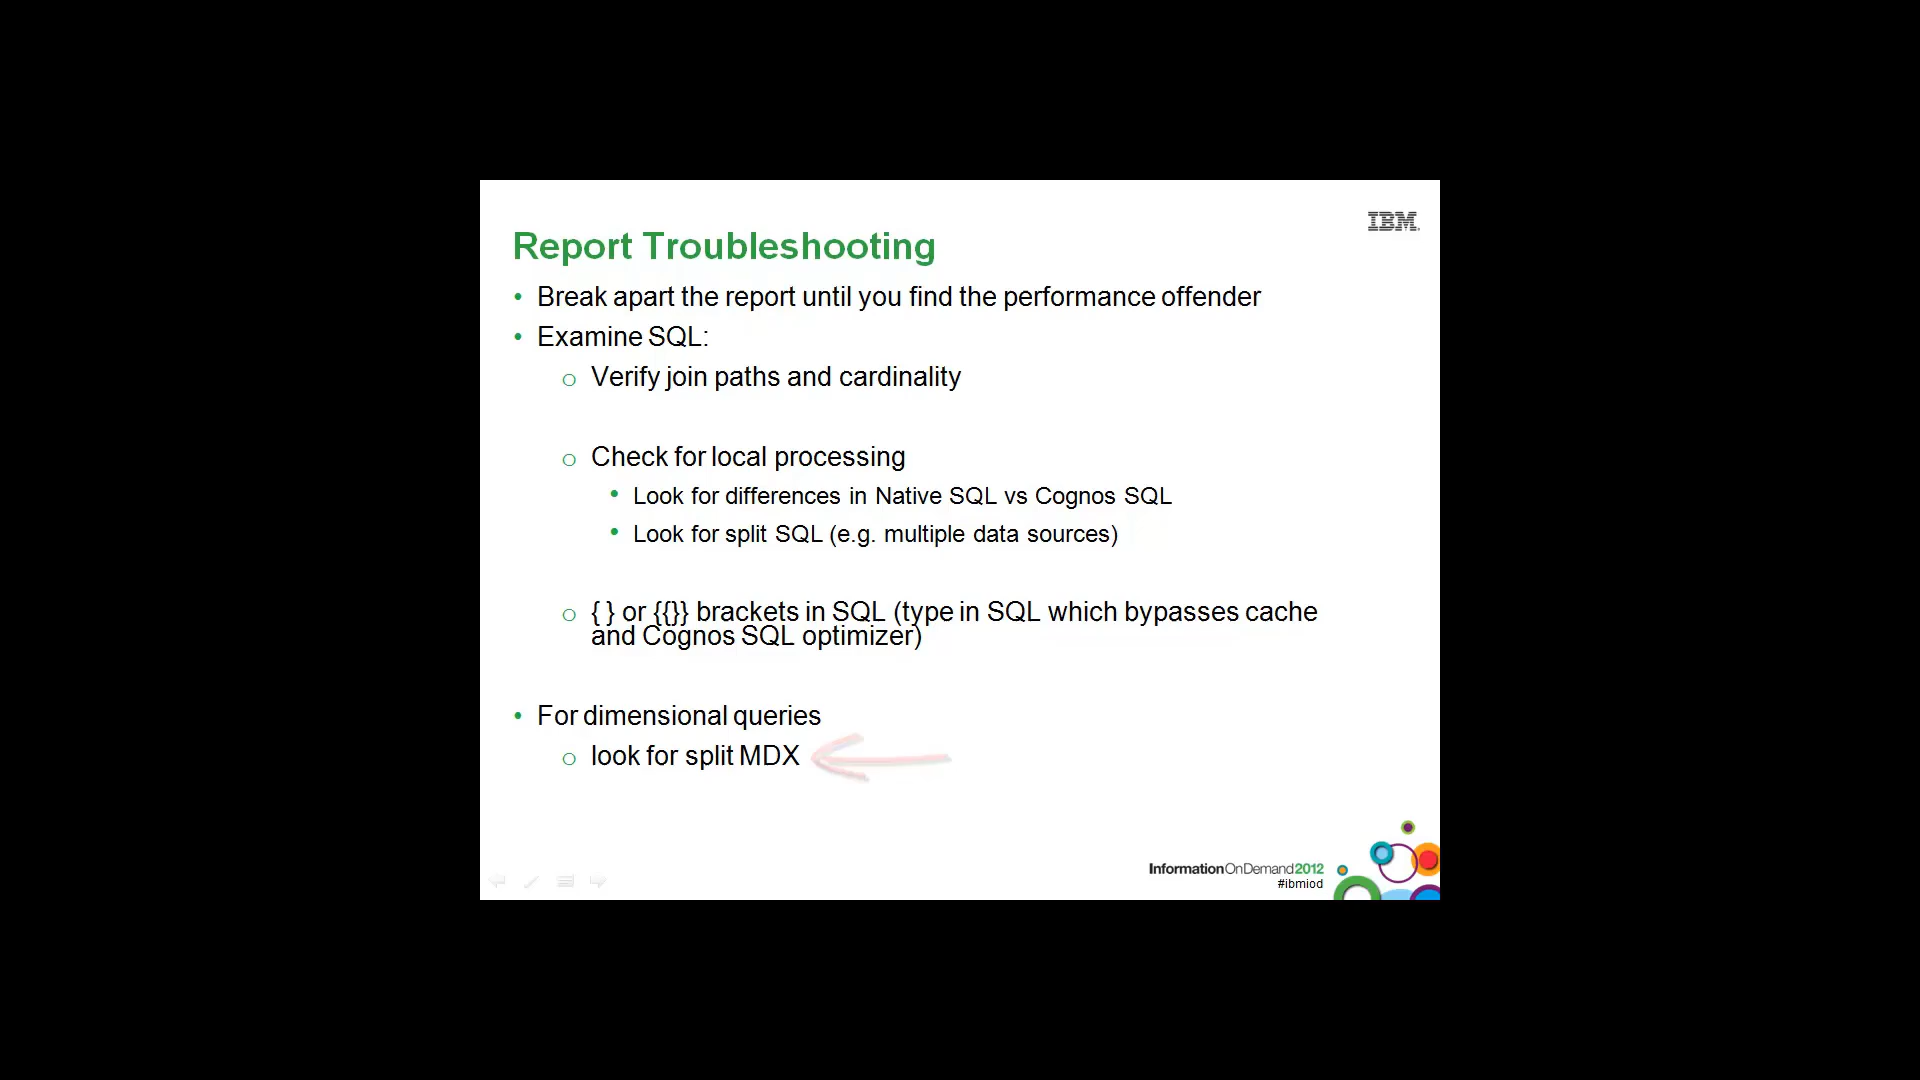 IBM
Report Troubleshooting
• Break apart the report until you find the performance offender
• Examine SQL:
o Verify join paths and cardinality
o Check for local processing
• Look for differences in Native SQL vs Cognos SQL
• Look for split SQL (e.g. multiple data sources)
o { } or {{}} brackets in SQL (type in SQL which bypasses cache
and Cognos SQL optimizer)
• For dimensional queries
o look for split MDX
InformationOnDemand2012
#ibmiod